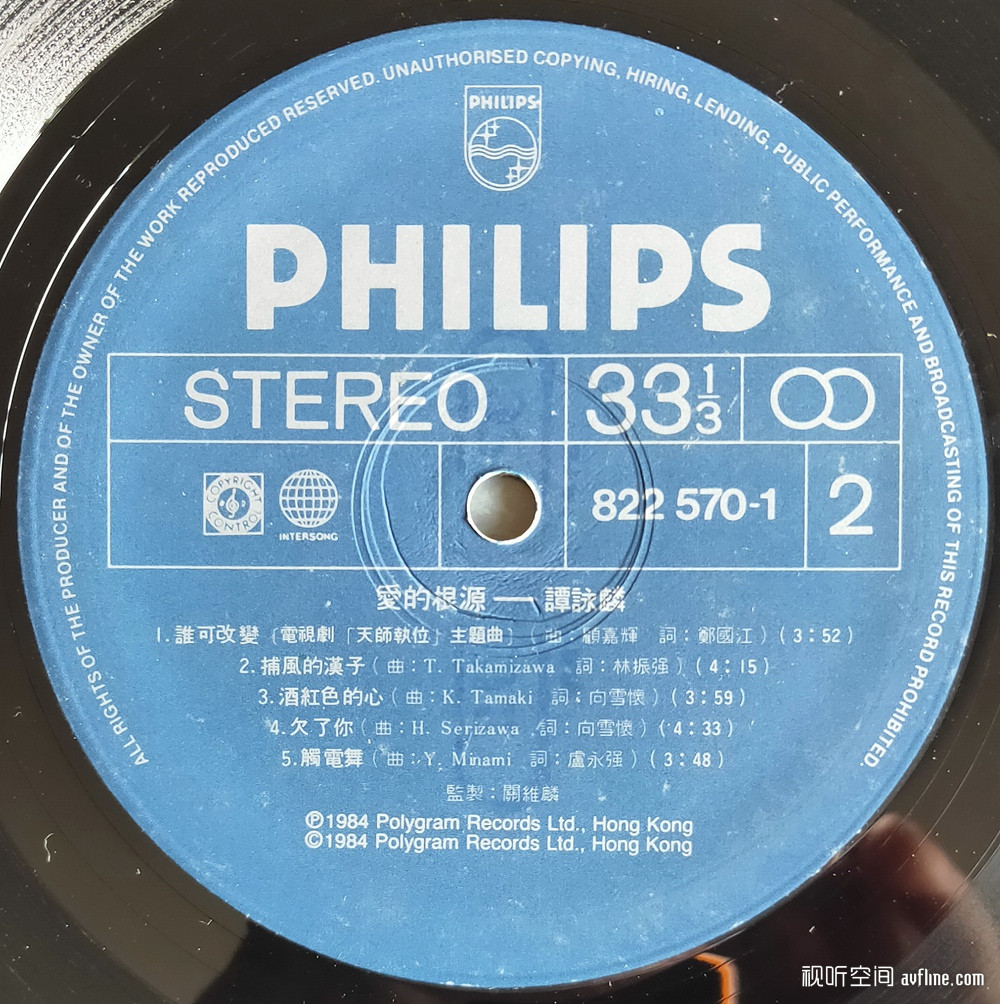 ALL RIGHTS OF THE PRODUCER AND OF THE OWNER OF THE WORK REPRODUCED RESERVED. UNAUTHORISED COPYING, HIRING, LENDING, PUBLIC PERFORMANCE AND BROADCASTING OF THIS RECORD PROHIBITED.
PHILIPS
PHILIPS
STEREO 33 1/3
COPYRIGHT CONTROL
INTERSONG
822 570-1 2
愛的根源 — 譚詠麟
1. 誰可改變〔電視劇「天師執位」主題曲〕(曲：顧嘉輝 詞：鄭國江)(3:52)
2. 捕風的漢子(曲：T. Takamizawa 詞：林振强)(4:15)
3. 酒紅色的心(曲：K. Tamaki 詞：向雪懷)(3:59)
4. 欠了你(曲：H. Serizawa 詞：向雪懷)(4:33)
5. 觸電舞(曲：Y. Minami 詞：盧永强)(3:48)
監製：關維麟
Ⓟ1984 Polygram Records Ltd., Hong Kong
©1984 Polygram Records Ltd., Hong Kong
视听空间 avfline.com